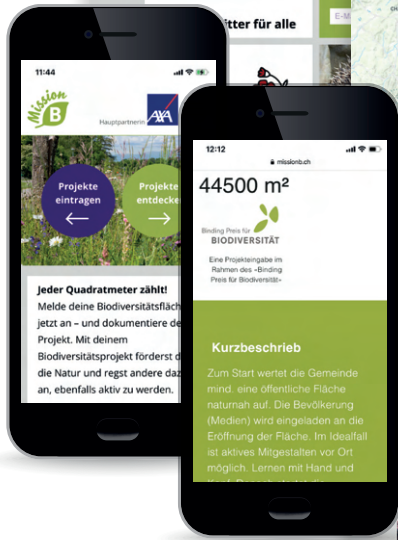 itter für alle
E-M
11:44
Mission
B
Hauptpartnerin
AXA
Projekte
eintragen
Projekte
entdecke
Jeder Quadratmeter zählt!
Melde deine Biodiversitätsfläch
jetzt an – und dokumentiere de
Projekt. Mit deinem
Biodiversitätsprojekt förderst d
die Natur und regst andere daz
an, ebenfalls aktiv zu werden.
12:12
missionb.ch
44500 m²
Binding Preis für
BIODIVERSITÄT
Eine Projekteingabe im
Rahmen des «Binding
Preis für Biodiversität»
Kurzbeschrieb
Zum Start wertet die Gemeinde
mind. eine öffentliche Fläche
naturnah auf. Die Bevölkerung
(Medien) wird eingeladen an die
Eröffnung der Fläche. Im Idealfall
ist aktives Mitgestalten vor Ort
möglich. Lernen mit Hand und